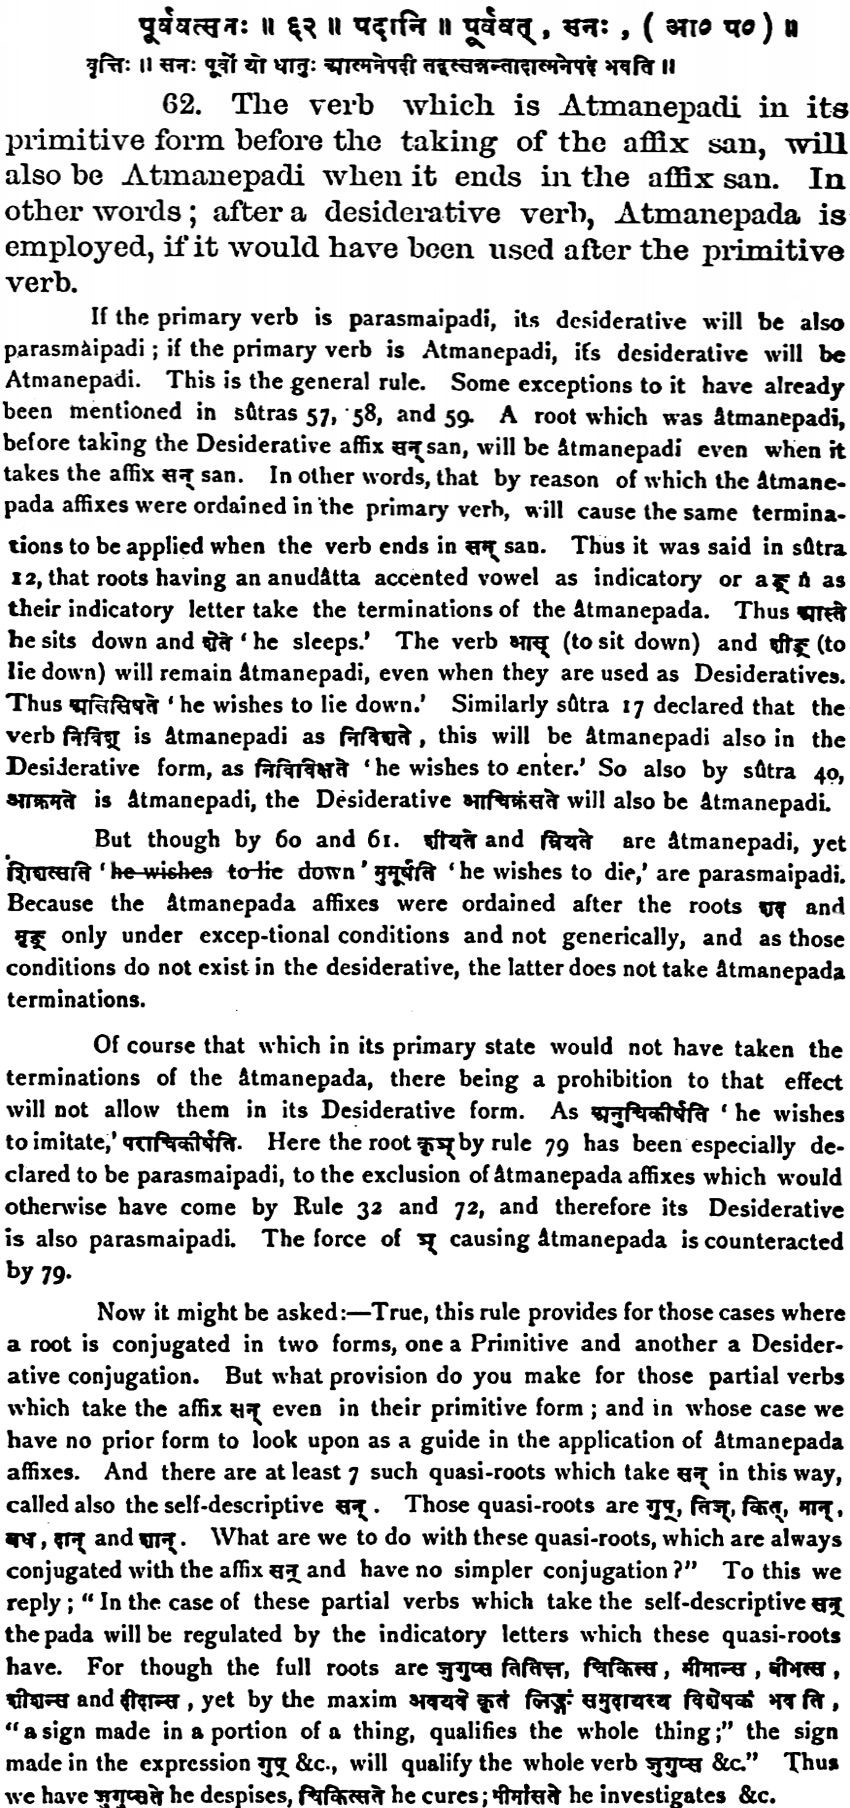 पूर्ववत्सनः ॥ ६२ ॥ पदानि ॥ पूर्ववत् , सनः , ( आ० प० ) ॥
वृत्तिः ॥ सनः पूर्वो यो धातुः आत्मनेपदी तद्वत्सन्नन्तादात्मनेपदं भवति ॥
62. The verb which is Atmanepadi in its
primitive form before the taking of the affix san, will
also be Atmanepadi when it ends in the affix san. In
other words; after a desiderative verb, Atmanepada is
employed, if it would have been used after the primitive
verb.
If the primary verb is parasmaipadi, its desiderative will be also
parasmàipadi ; if the primary verb is Atmanepadi, its desiderative will be
Atmanepadi. This is the general rule. Some exceptions to it have already
been mentioned in sûtras 57, 58, and 59. A root which was âtmanepadi,
before taking the Desiderative affix सन् san, will be âtmanepadi even when it
takes the affix सन् san. In other words, that by reason of which the âtmane-
pada affixes were ordained in the primary verb, will cause the same termina-
tions to be applied when the verb ends in सन् san. Thus it was said in sûtra
12, that roots having an anudâtta accented vowel as indicatory or a ङ् ṅ as
their indicatory letter take the terminations of the âtmanepada. Thus आस्ते
he sits down and शेते ‘ he sleeps.’ The verb आस् (to sit down) and शीङ् (to
lie down) will remain âtmanepadi, even when they are used as Desideratives.
Thus असिसिषते ‘ he wishes to lie down.’ Similarly sûtra 17 declared that the
verb निविश् is âtmanepadi as निविशते , this will be âtmanepadi also in the
Desiderative form, as निविविक्षते ‘ he wishes to enter.’ So also by sûtra 40,
आक्रमते is âtmanepadi, the Desiderative आचिक्रंसते will also be âtmanepadi.
But though by 60 and 61. शीयते and म्रियते are âtmanepadi, yet
शिशत्सति ‘ he wishes to lie down ’ मुमूर्षति ‘ he wishes to die,’ are parasmaipadi.
Because the âtmanepada affixes were ordained after the roots शद and
मृङ् only under excep-tional conditions and not generically, and as those
conditions do not exist in the desiderative, the latter does not take âtmanepada
terminations.
Of course that which in its primary state would not have taken the
terminations of the âtmanepada, there being a prohibition to that effect
will not allow them in its Desiderative form. As अनुचिकीर्षति ‘ he wishes
to imitate,’ पराचिकीर्षति. Here the root कृञ् by rule 79 has been especially de-
clared to be parasmaipadi, to the exclusion of âtmanepada affixes which would
otherwise have come by Rule 32 and 72, and therefore its Desiderative
is also parasmaipadi. The force of ञ् causing âtmanepada is counteracted
by 79.
Now it might be asked:—True, this rule provides for those cases where
a root is conjugated in two forms, one a Primitive and another a Desider-
ative conjugation. But what provision do you make for those partial verbs
which take the affix सन् even in their primitive form ; and in whose case we
have no prior form to look upon as a guide in the application of âtmanepada
affixes. And there are at least 7 such quasi-roots which take सन् in this way,
called also the self-descriptive सन् . Those quasi-roots are गुप्, तिज्, कित्, मान् ,
बध , दान् and शान् . What are we to do with these quasi-roots, which are always
conjugated with the affix सन् and have no simpler conjugation ?” To this we
reply ; “ In the case of these partial verbs which take the self-descriptive सन्
the pada will be regulated by the indicatory letters which these quasi-roots
have. For though the full roots are जुगुप्स तितिक्ष, चिकित्स , मीमान्स , बीभत्स ,
शीशन्स and दीदान्स , yet by the maxim अवयवे कृतं लिङ्गं समुदायस्य विशेषकं भव ति ,
“ a sign made in a portion of a thing, qualifies the whole thing ;” the sign
made in the expression गुप् &c., will qualify the whole verb जुगुप्स &c.” Thus
we have जुगुप्सते he despises, चिकित्सते he cures ; मीमांसते he investigates &c.